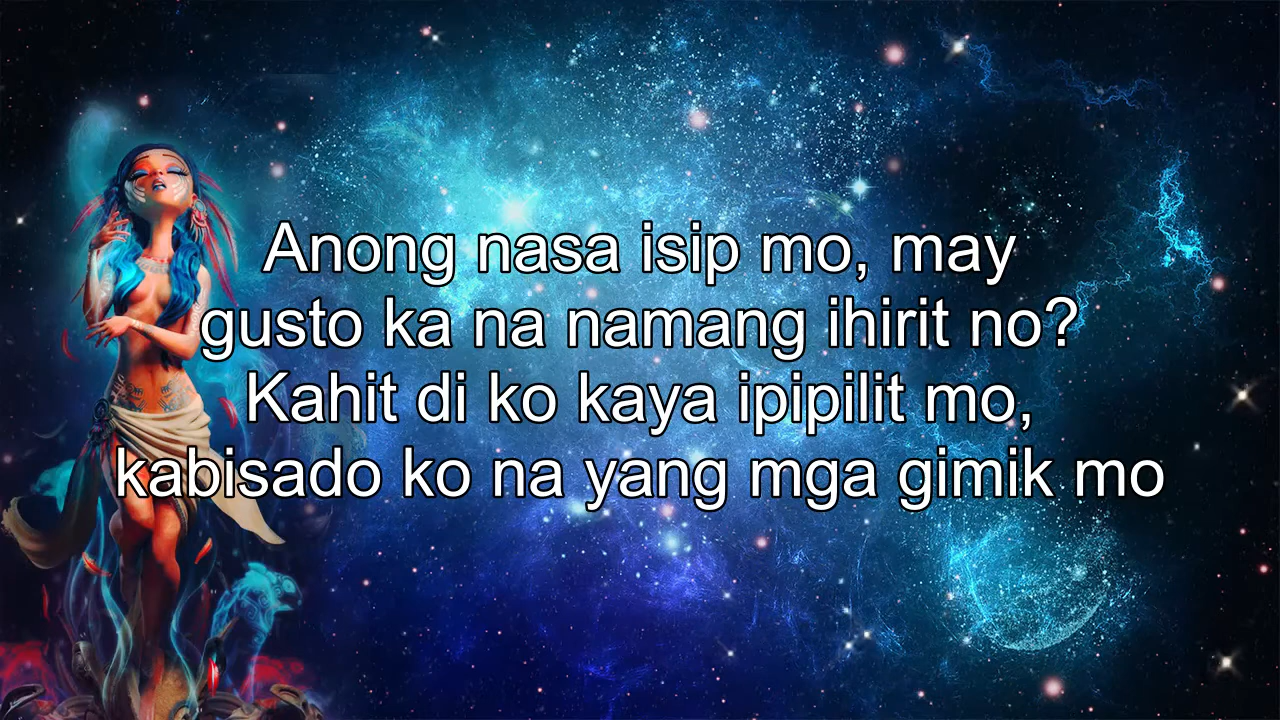 Anong nasa isip mo, may
gusto ka na namang ihirit no?
Kahit di ko kaya ipipilit mo,
kabisado ko na yang mga gimik mo